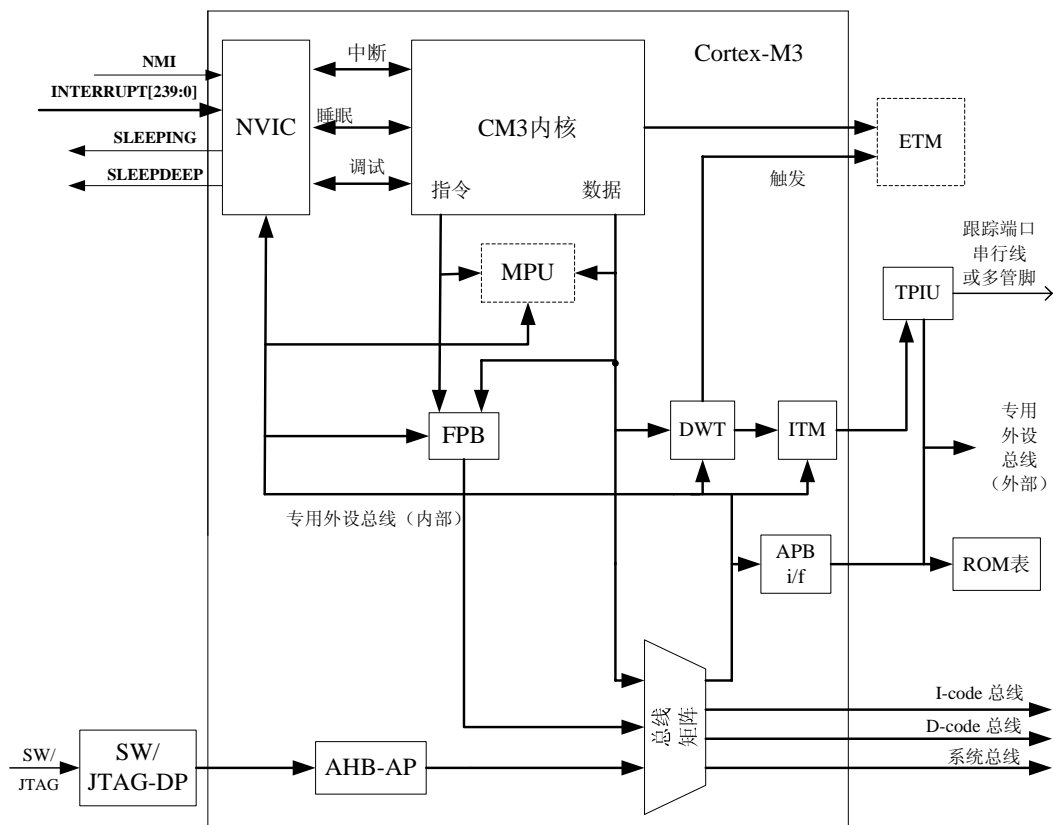 Cortex-M3
NMI
INTERRUPT[239:0]
SLEEPING
SLEEPDEEP
NVIC
中断
睡眠
调试
CM3内核
指令
数据
ETM
触发
MPU
跟踪端口
串行线
或多管脚
TPIU
FPB
DWT
ITM
专用
外设
总线
(外部)
专用外设总线（内部）
APB
i/f
ROM表
总线
矩阵
I-code 总线
D-code 总线
系统总线
SW/
JTAG
SW/
JTAG-DP
AHB-AP